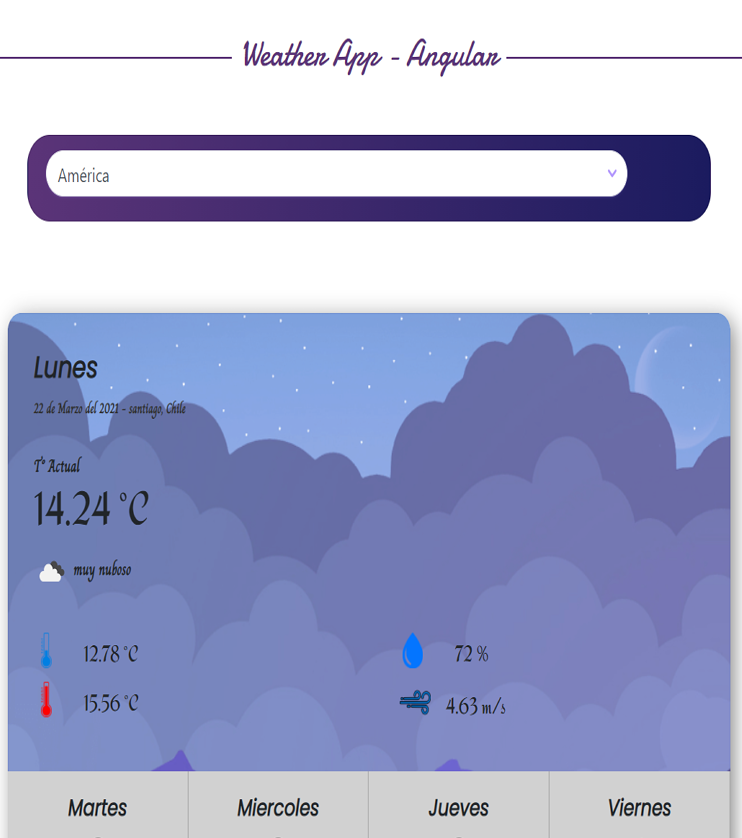 Weather App - Angular
América
Lunes
22 de Marzo del 2021 - santiago, Chile
T° Actual
14.24 °C
muy nuboso
12.78 °C
72 %
15.56 °C
4.63 m/s
Martes Miercoles Jueves Viernes